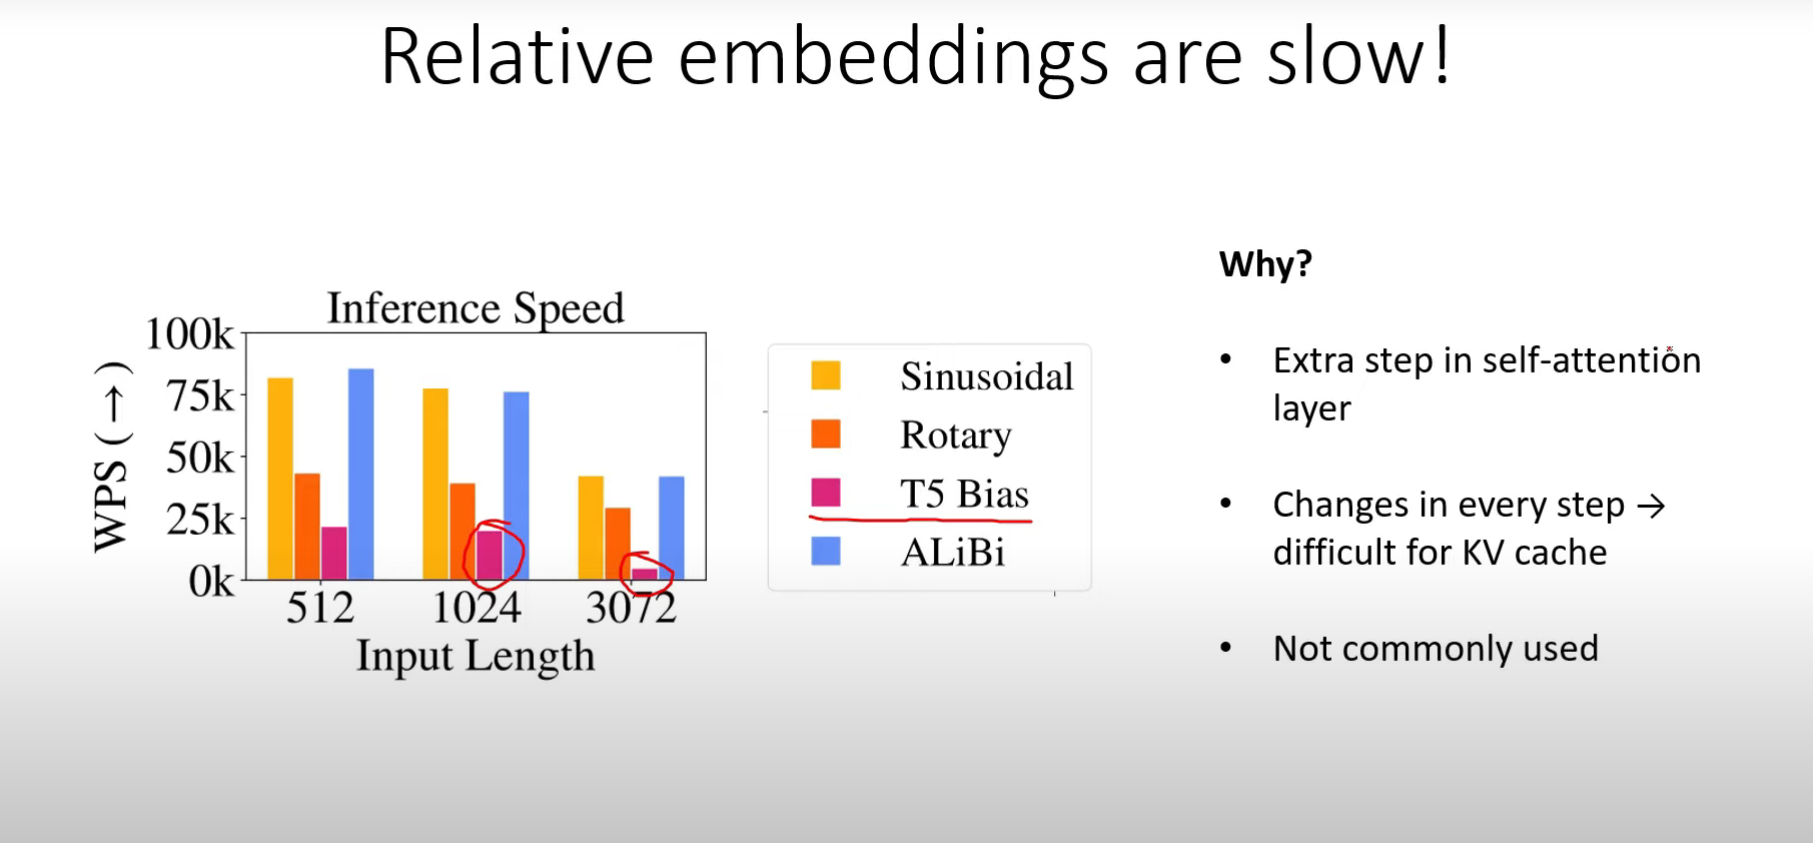 Relative embeddings are slow!
Inference Speed
100k
75k
50k
25k
0k
WPS (→)
512 1024 3072
Input Length
Sinusoidal
Rotary
T5 Bias
ALiBi
Why?
• Extra step in self-attention
layer
• Changes in every step →
difficult for KV cache
• Not commonly used